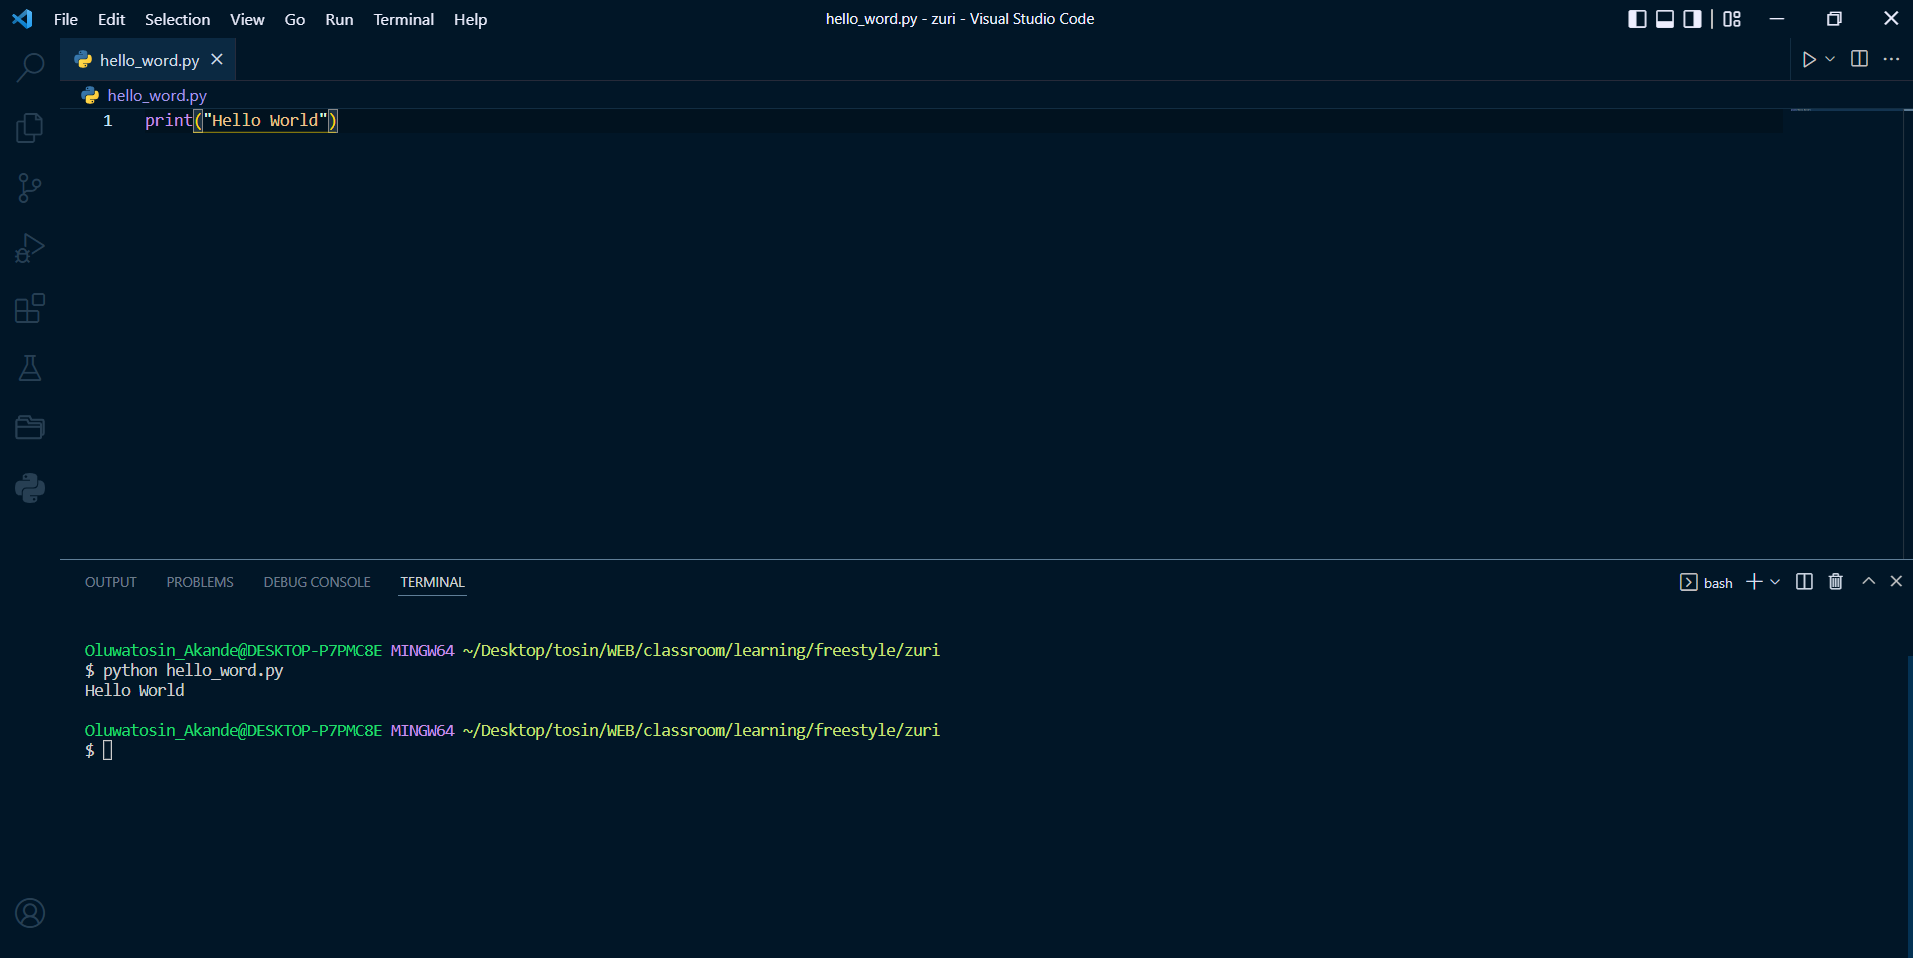 File Edit Selection View Go Run Terminal Help hello_word.py - zuri - Visual Studio Code
hello_word.py
hello_word.py
1 print("Hello World")
OUTPUT PROBLEMS DEBUG CONSOLE TERMINAL bash
Oluwatosin_Akande@DESKTOP-P7PMC8E MINGW64 ~/Desktop/tosin/WEB/classroom/learning/freestyle/zuri
$ python hello_word.py
Hello World
Oluwatosin_Akande@DESKTOP-P7PMC8E MINGW64 ~/Desktop/tosin/WEB/classroom/learning/freestyle/zuri
$